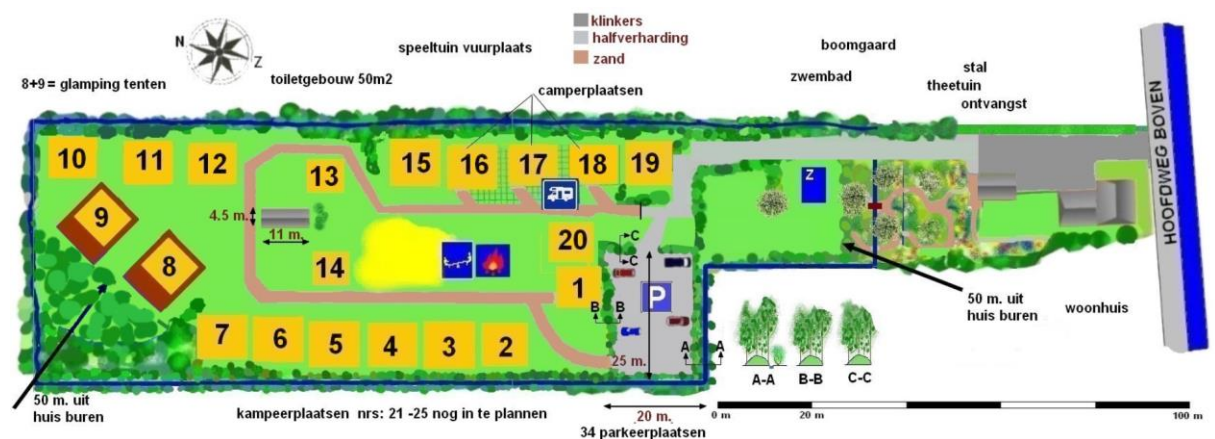 klinkers
halfverharding
zand
speeltuin vuurplaats
boomgaard
N
Z
8+9 = glamping tenten
toiletgebouw 50m2
camperplaatsen
zwembad
stal
theetuin
ontvangst
HOOFDWEG BOVEN
10
11
12
13
15
16
17
18
19
Z
9
8
4.5 m.
11 m.
14
20
1
C
C
B
B
P
A
A
25 m.
7
6
5
4
3
2
50 m. uit
huis buren
woonhuis
A-A
B-B
C-C
50 m. uit
huis buren
kampeerplaatsen nrs: 21 -25 nog in te plannen
20 m.
34 parkeerplaatsen
0 m
20 m
100 m